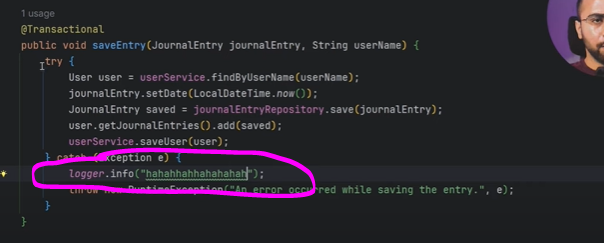 1 usage
@Transactional
public void saveEntry(JournalEntry journalEntry, String userName) {
try {
User user = userService.findByUserName(userName);
journalEntry.setDate(LocalDateTime.now());
JournalEntry saved = journalEntryRepository.save(journalEntry);
user.getJournalEntries().add(saved);
userService.saveUser(user);
} catch (Exception e) {
logger.info("hahahhahhahahahah");
throw new RuntimeException("An error occurred while saving the entry.", e);
}
}